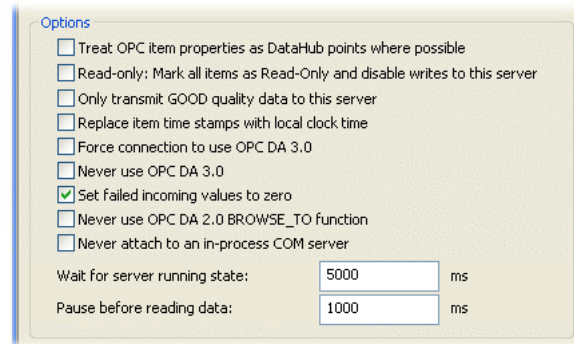 Options
Treat OPC item properties as DataHub points where possible
Read-only: Mark all items as Read-Only and disable writes to this server
Only transmit GOOD quality data to this server
Replace item time stamps with local clock time
Force connection to use OPC DA 3.0
Never use OPC DA 3.0
Set failed incoming values to zero
Never use OPC DA 2.0 BROWSE_TO function
Never attach to an in-process COM server
Wait for server running state: 5000 ms
Pause before reading data: 1000 ms